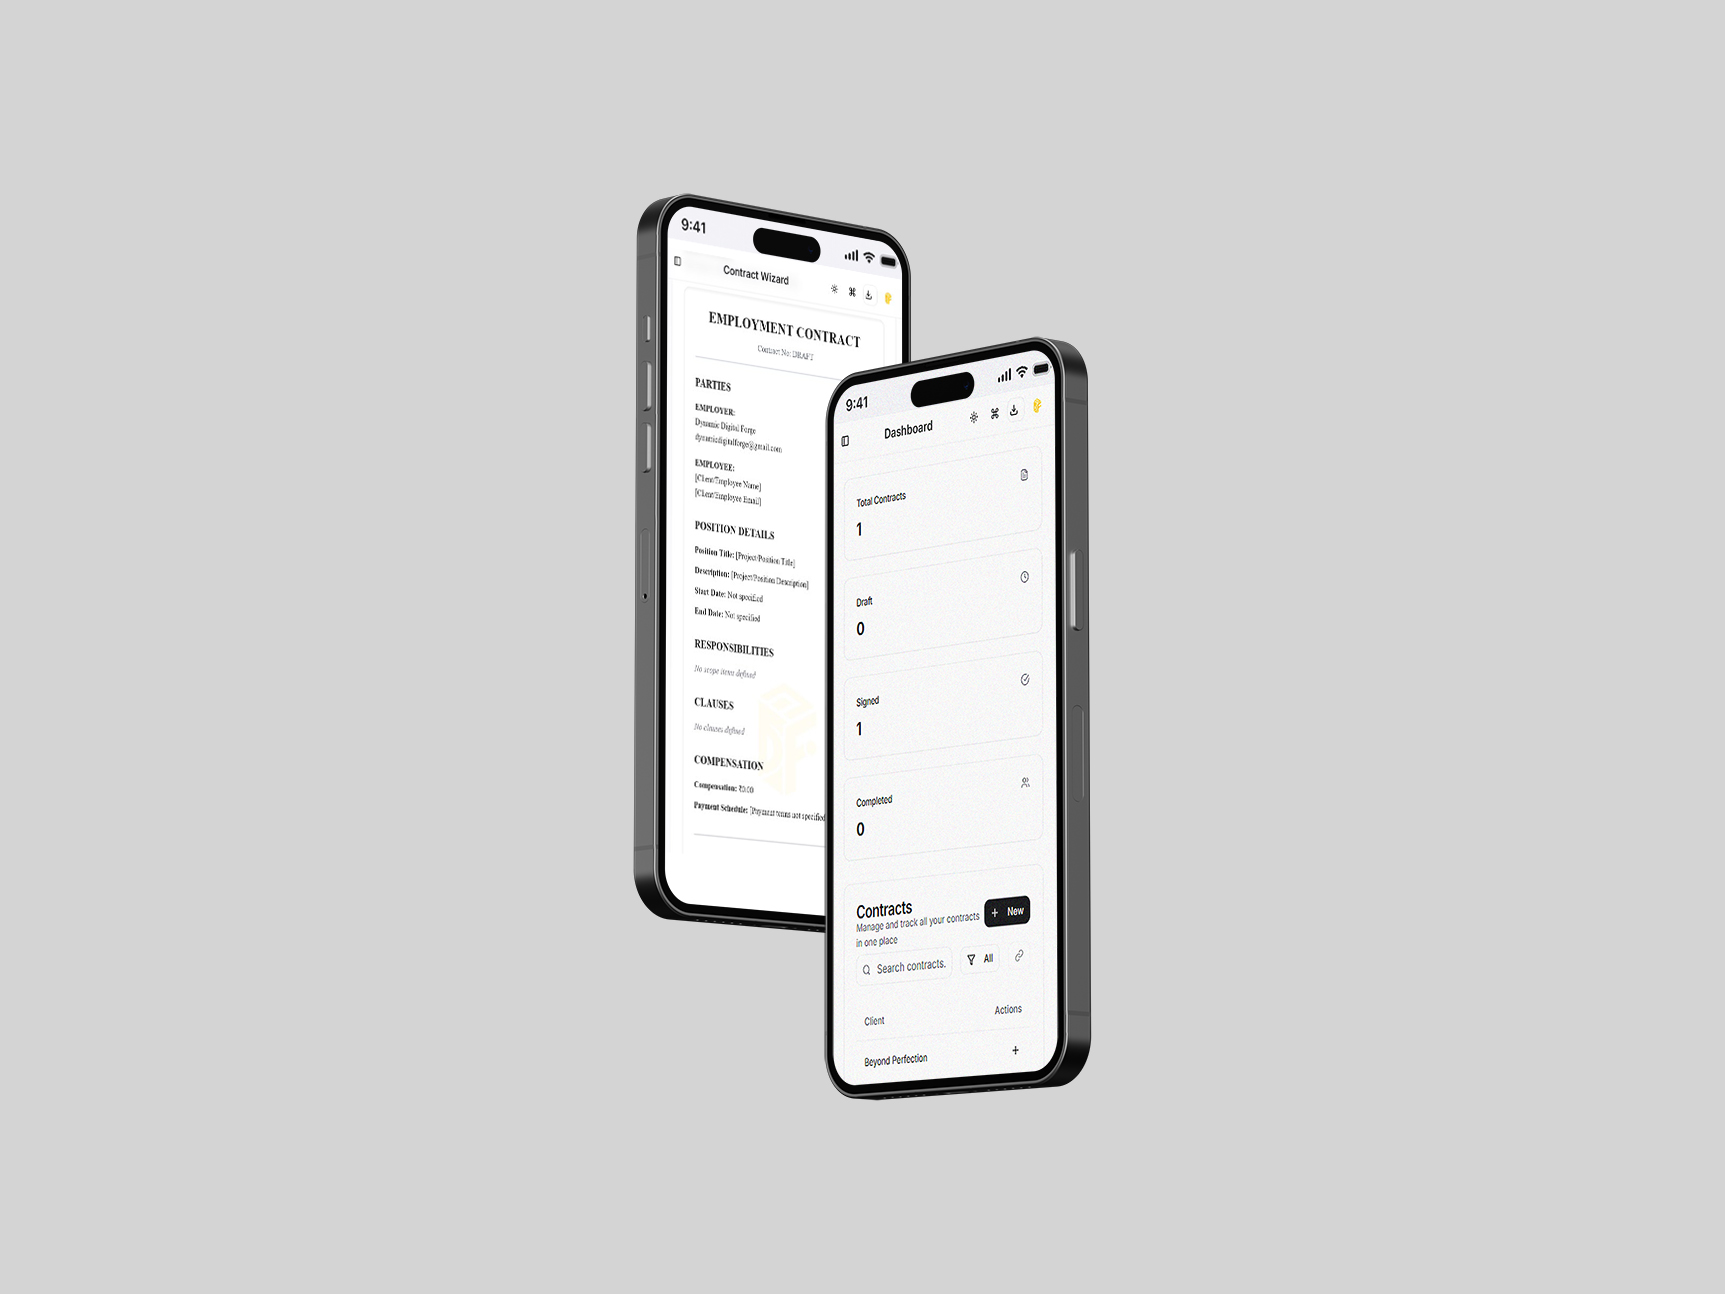 9:41
Contract Wizard
EMPLOYMENT CONTRACT
Contract No: DRAFT
PARTIES
EMPLOYER:
Dynamic Digital Forge
dynamicdigitalforge@gmail.com
EMPLOYEE:
[Client/Employee Name]
[Client/Employee Email]
POSITION DETAILS
Position Title: [Project/Position Title]
Description: [Project/Position Description]
Start Date: Not specified
End Date: Not specified
RESPONSIBILITIES
No scope items defined
CLAUSES
No clauses defined
COMPENSATION
Compensation: ₹0.00
Payment Schedule: [Payment terms not specified
9:41
Dashboard
Total Contracts
1
Draft
0
Signed
1
Completed
0
Contracts
Manage and track all your contracts
in one place
+ New
Search contracts.
All
Client
Actions
Beyond Perfection
+